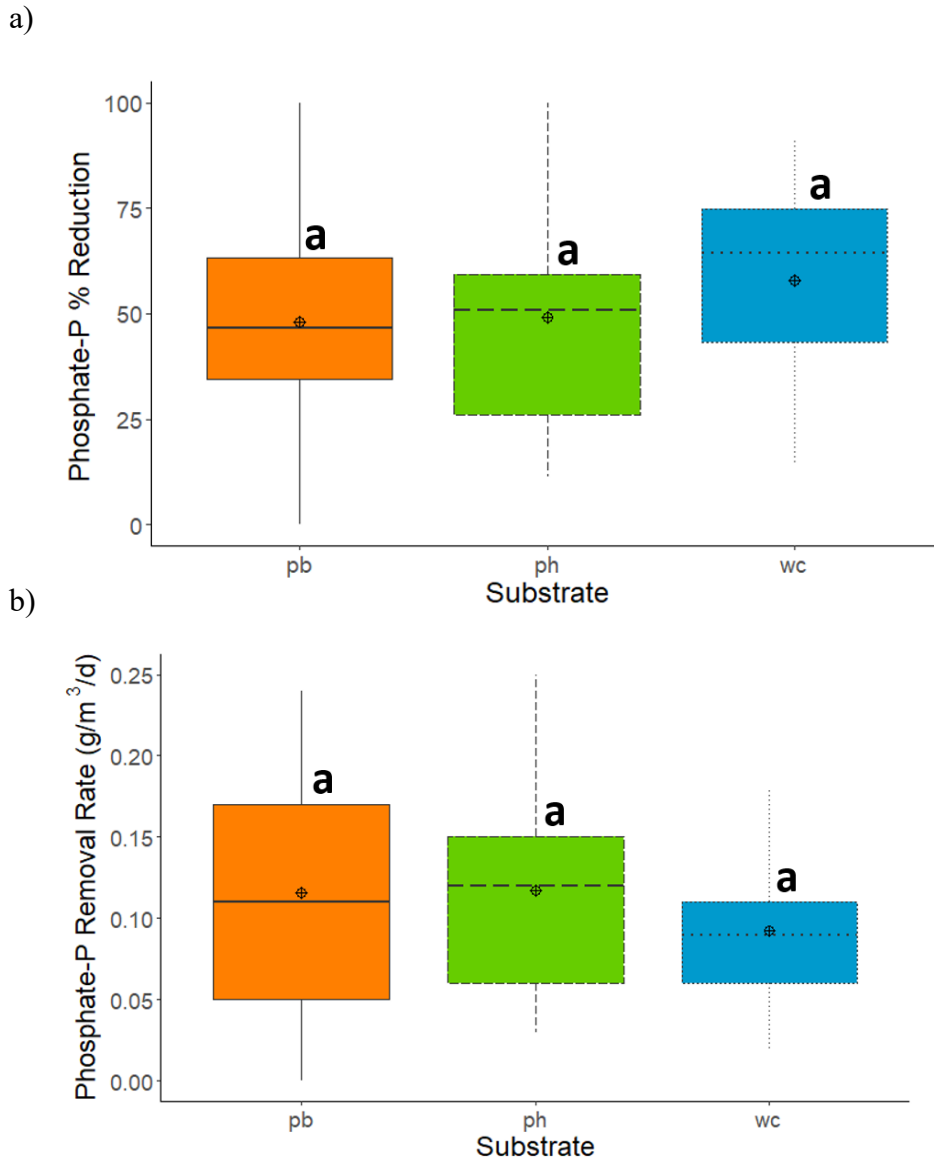 a)
Phosphate-P % Reduction
100
75
50
25
0
a
a
a
pb
ph
wc
Substrate
b)
Phosphate-P Removal Rate (g/m³/d)
0.25
0.20
0.15
0.10
0.05
0.00
a
a
a
pb
ph
wc
Substrate